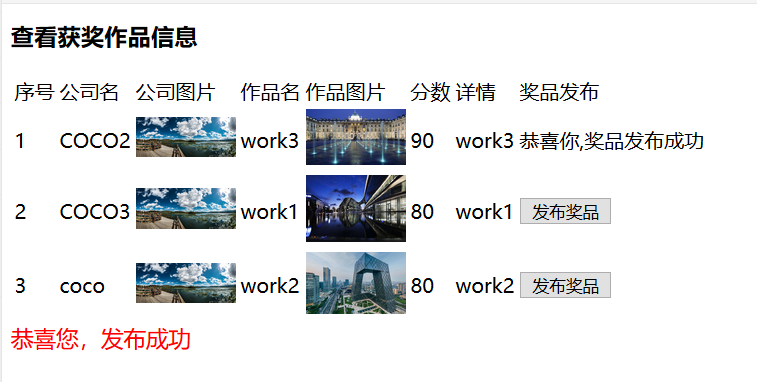 查看获奖作品信息
序号 公司名 公司图片 作品名 作品图片 分数 详情 奖品发布
1 COCO2 work3 90 work3 恭喜你,奖品发布成功
2 COCO3 work1 80 work1 发布奖品
3 coco work2 80 work2 发布奖品
恭喜您，发布成功